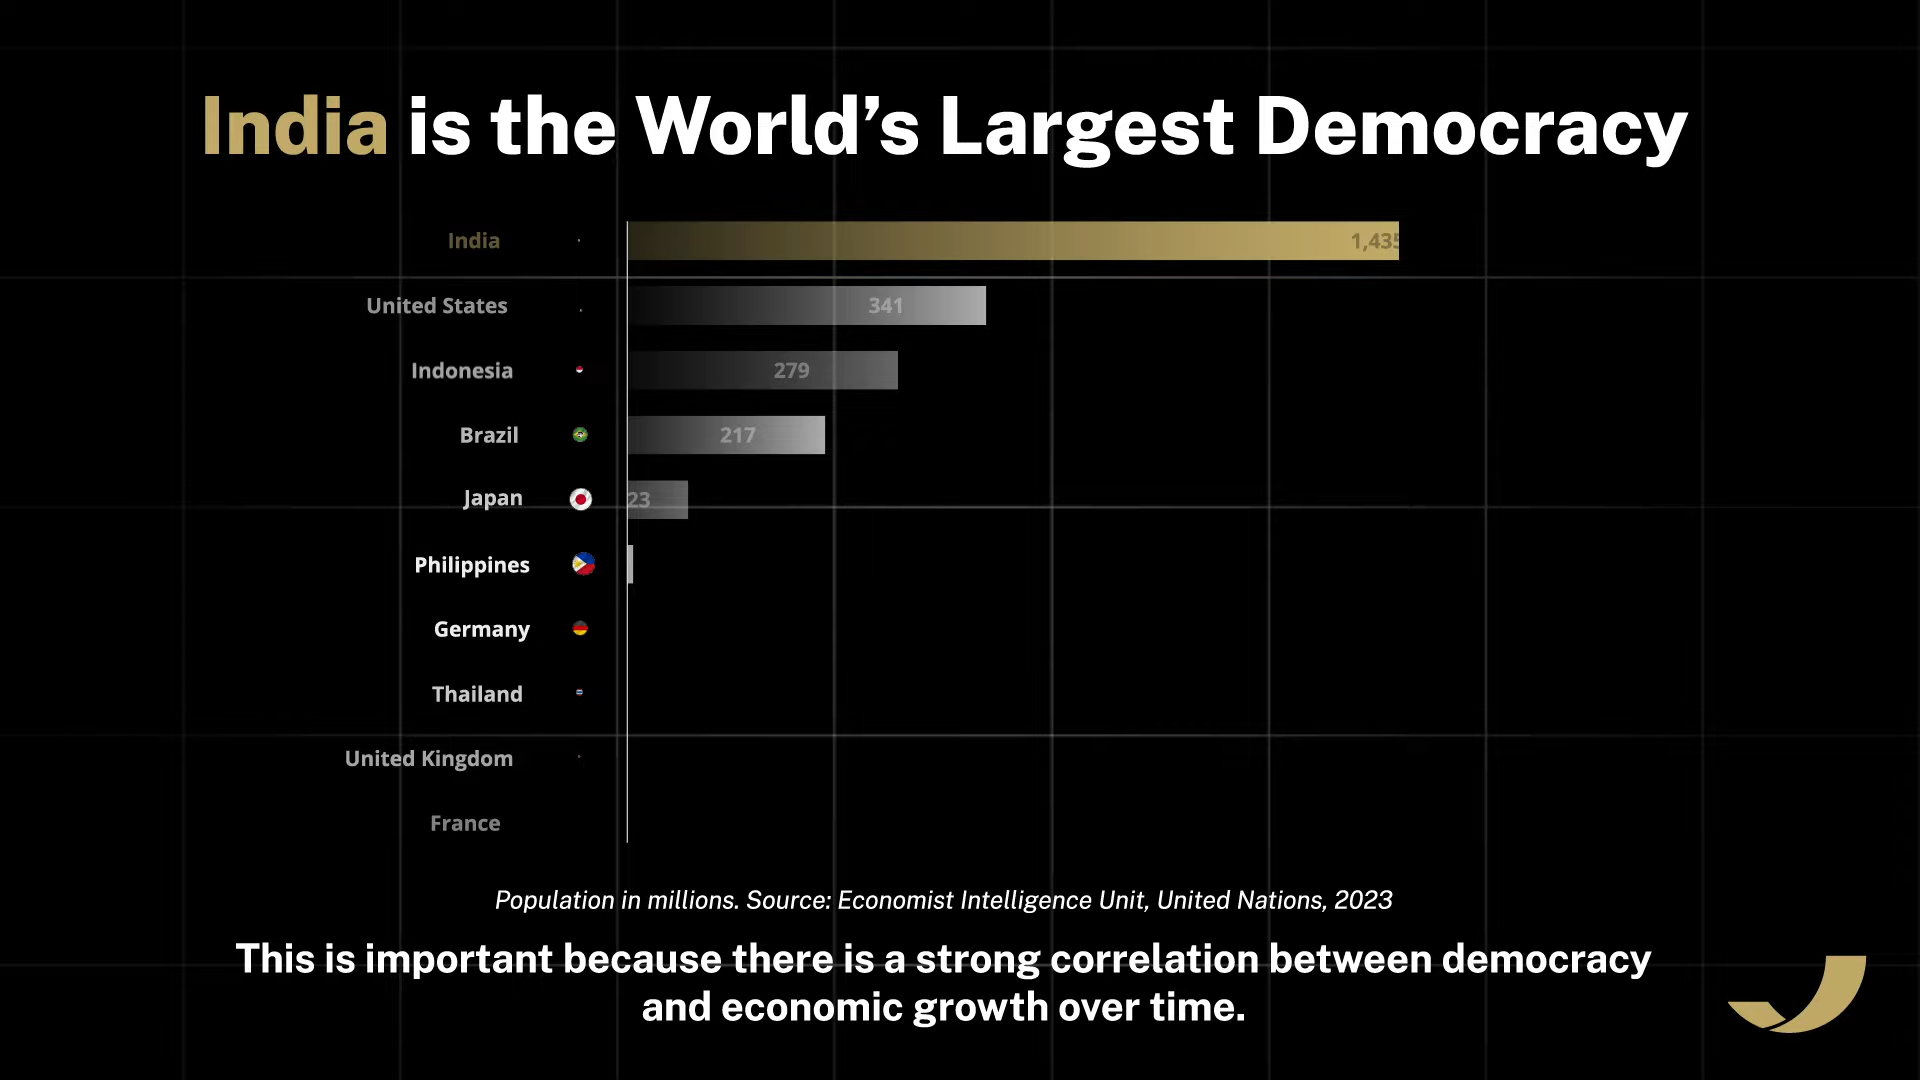 India is the World's Largest Democracy
India 1,435
United States 341
Indonesia 279
Brazil 217
Japan 23
Philippines
Germany
Thailand
United Kingdom
France
Population in millions. Source: Economist Intelligence Unit, United Nations, 2023
This is important because there is a strong correlation between democracy
and economic growth over time.